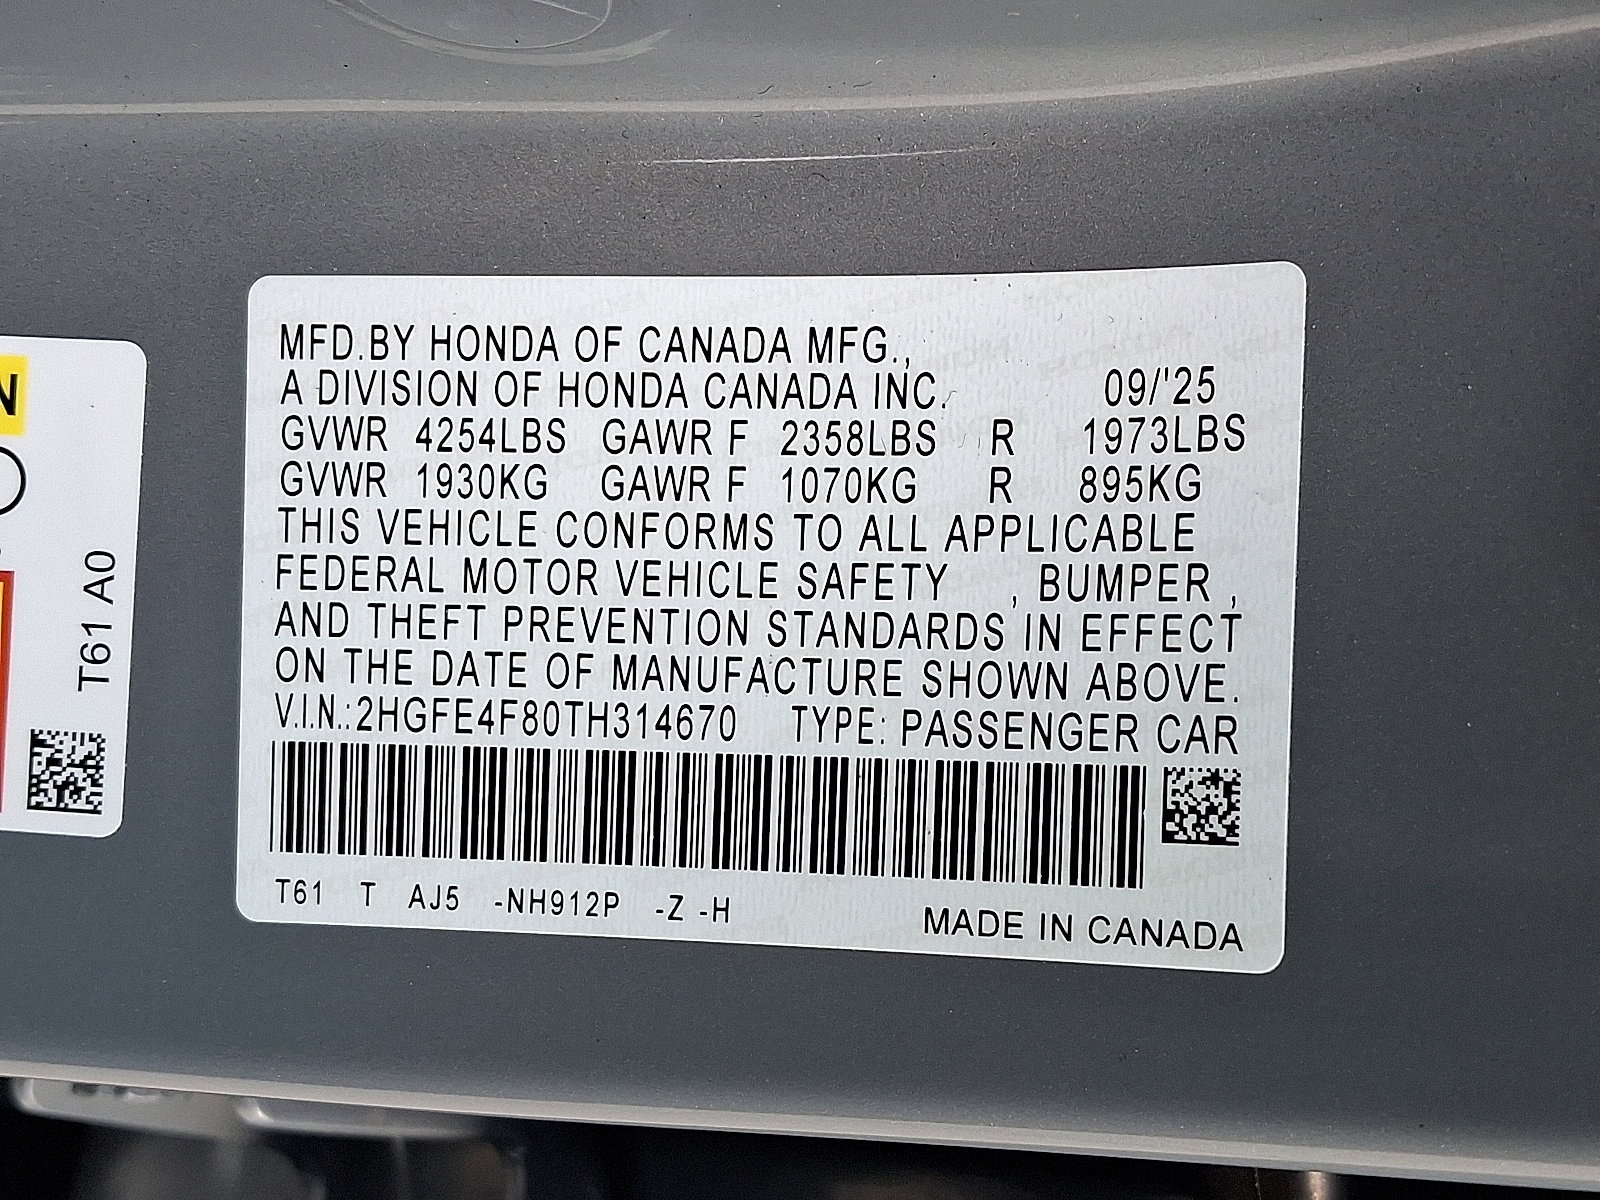 N
T61 A0
MFD.BY HONDA OF CANADA MFG.,
A DIVISION OF HONDA CANADA INC. 09/'25
GVWR 4254LBS GAWR F 2358LBS R 1973LBS
GVWR 1930KG GAWR F 1070KG R 895KG
THIS VEHICLE CONFORMS TO ALL APPLICABLE
FEDERAL MOTOR VEHICLE SAFETY , BUMPER ,
AND THEFT PREVENTION STANDARDS IN EFFECT
ON THE DATE OF MANUFACTURE SHOWN ABOVE.
V.I.N.:2HGFE4F80TH314670 TYPE: PASSENGER CAR
T61 T AJ5 -NH912P -Z -H
MADE IN CANADA